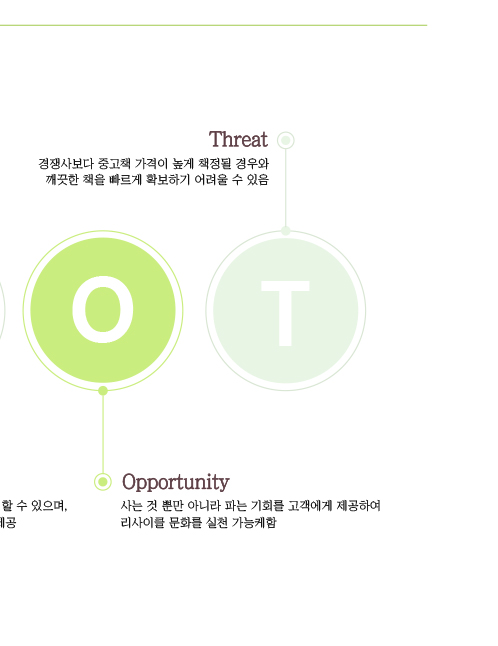 Threat
경쟁사보다 중고책 가격이 높게 책정될 경우와
깨끗한 책을 빠르게 확보하기 어려울 수 있음
O
T
Opportunity
할 수 있으며,
제공
사는 것 뿐만 아니라 파는 기회를 고객에게 제공하여
리사이클 문화를 실천 가능케함